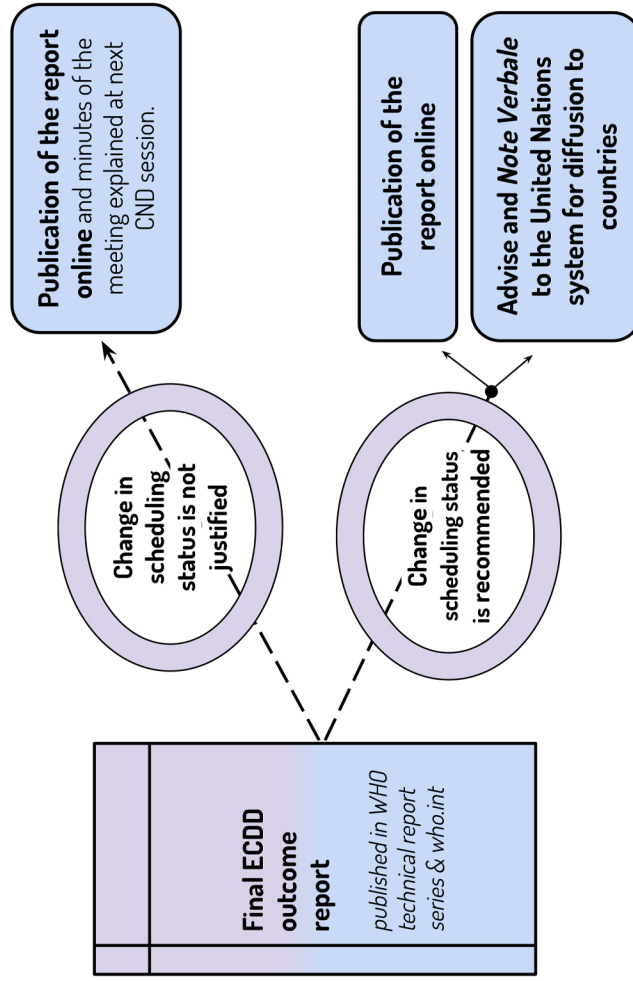 Final ECDD
outcome
report
published in WHO
technical report
series & who.int
Change in
scheduling
status is not
justified
Publication of the report
online and minutes of the
meeting explained at next
CND session.
Change in
scheduling status
is recommended
Publication of the
report online
Advise and Note Verbale
to the United Nations
system for diffusion to
countries